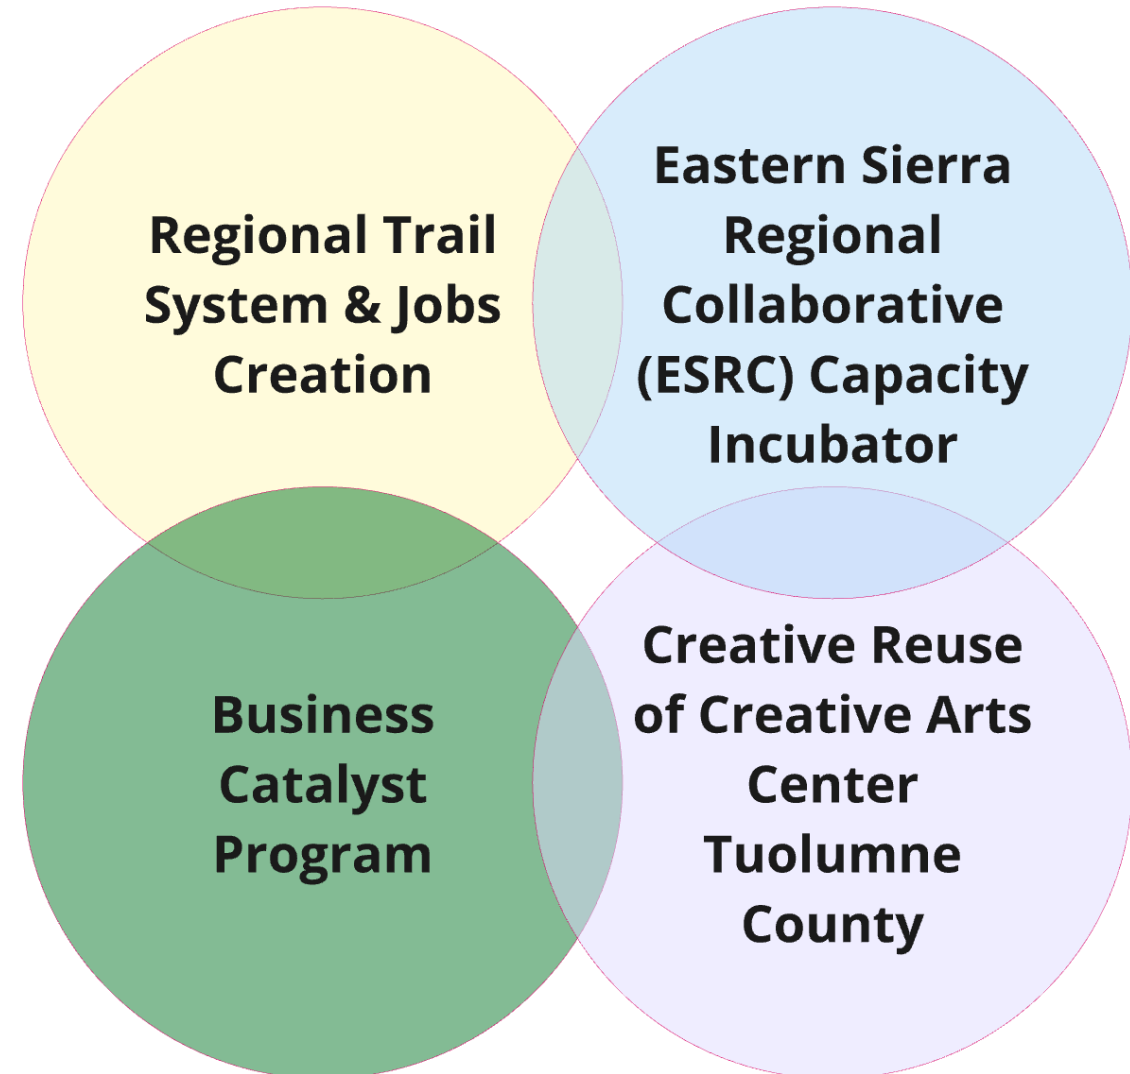 Regional Trail
System & Jobs
Creation
Eastern Sierra
Regional
Collaborative
(ESRC) Capacity
Incubator
Business
Catalyst
Program
Creative Reuse
of Creative Arts
Center
Tuolumne
County